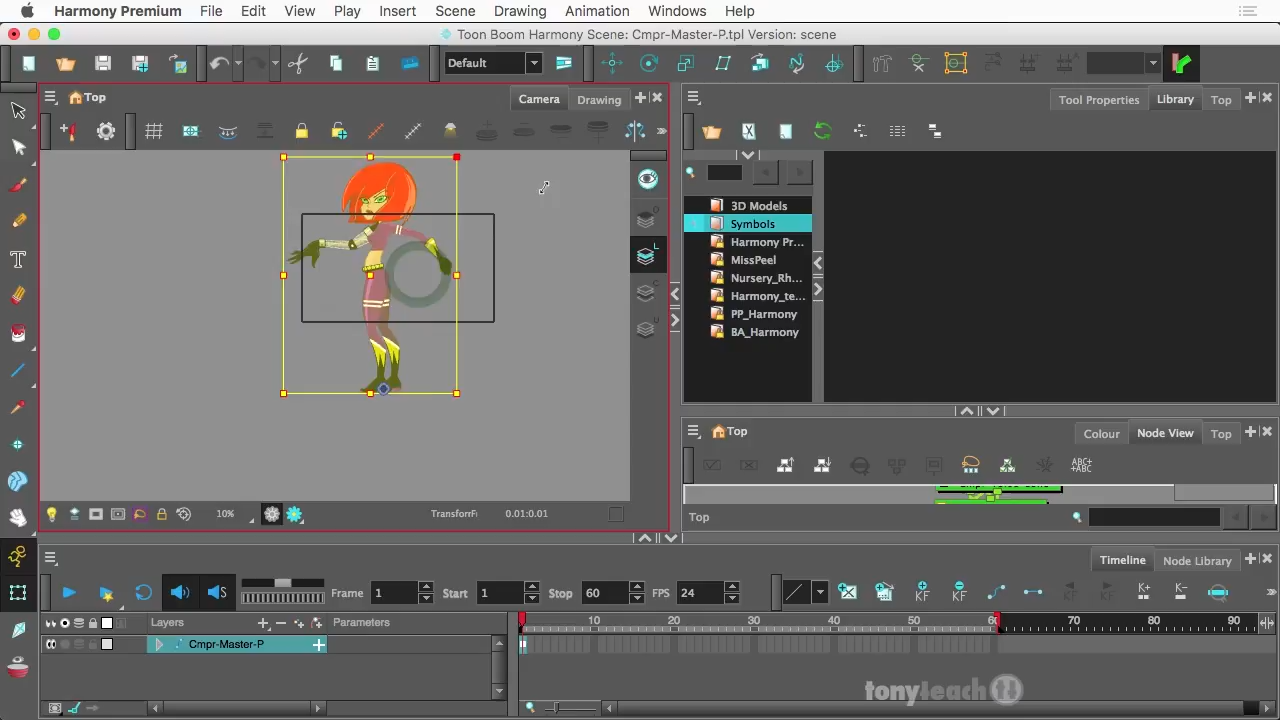 Harmony Premium File Edit View Play Insert Scene Drawing Animation Windows Help
Toon Boom Harmony Scene: Cmpr-Master-P.tpl Version: scene
Default
Top Camera Drawing
Tool Properties Library Top
3D Models
Symbols
Harmony Pr...
MissPeel
Nursery_Rh...
Harmony_te...
PP_Harmony
BA_Harmony
Top
Colour Node View Top
ABC+
ABC+
Top
10% TransforFı 0.01:0.01
Timeline Node Library
Frame 1 Start 1 Stop 60 FPS 24
KF KF
Layers Parameters
10 20 30 40 50 60 70 80 90
Cmpr-Master-P
tonyteach